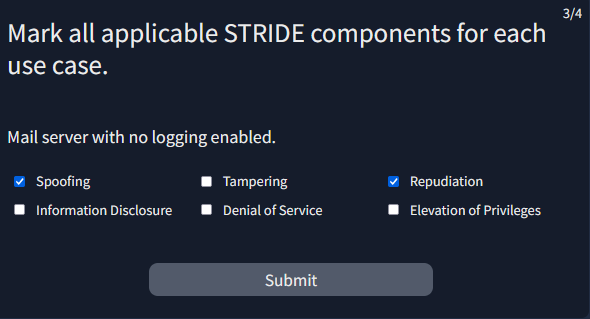 3/4
Mark all applicable STRIDE components for each
use case.
Mail server with no logging enabled.
Spoofing Tampering Repudiation
Information Disclosure Denial of Service Elevation of Privileges
Submit